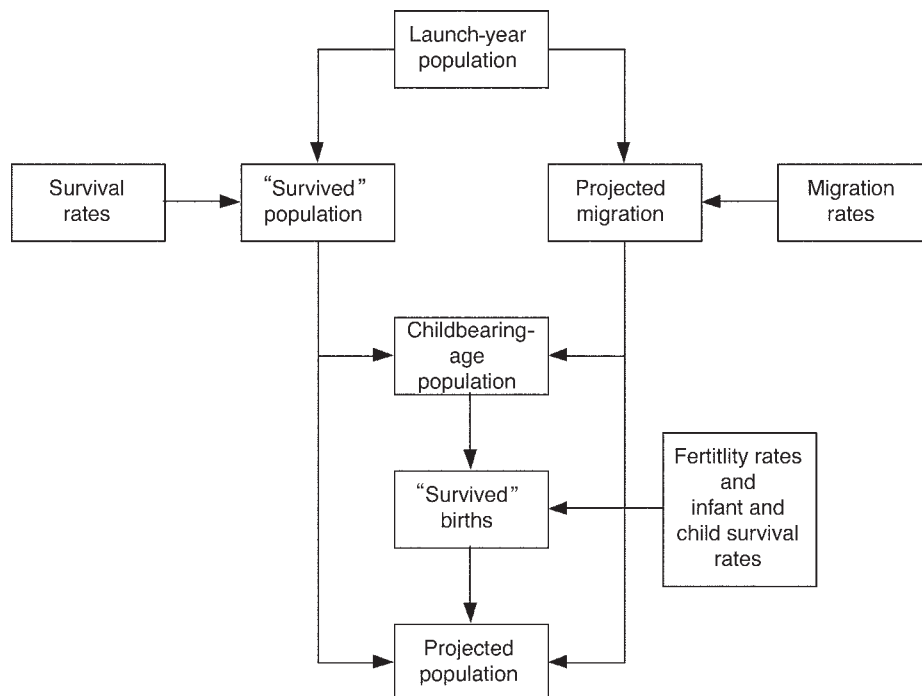 Launch-year
population
Survival
rates
“Survived”
population
Projected
migration
Migration
rates
Childbearing-
age
population
“Survived”
births
Fertitlity rates
and
infant and
child survival
rates
Projected
population